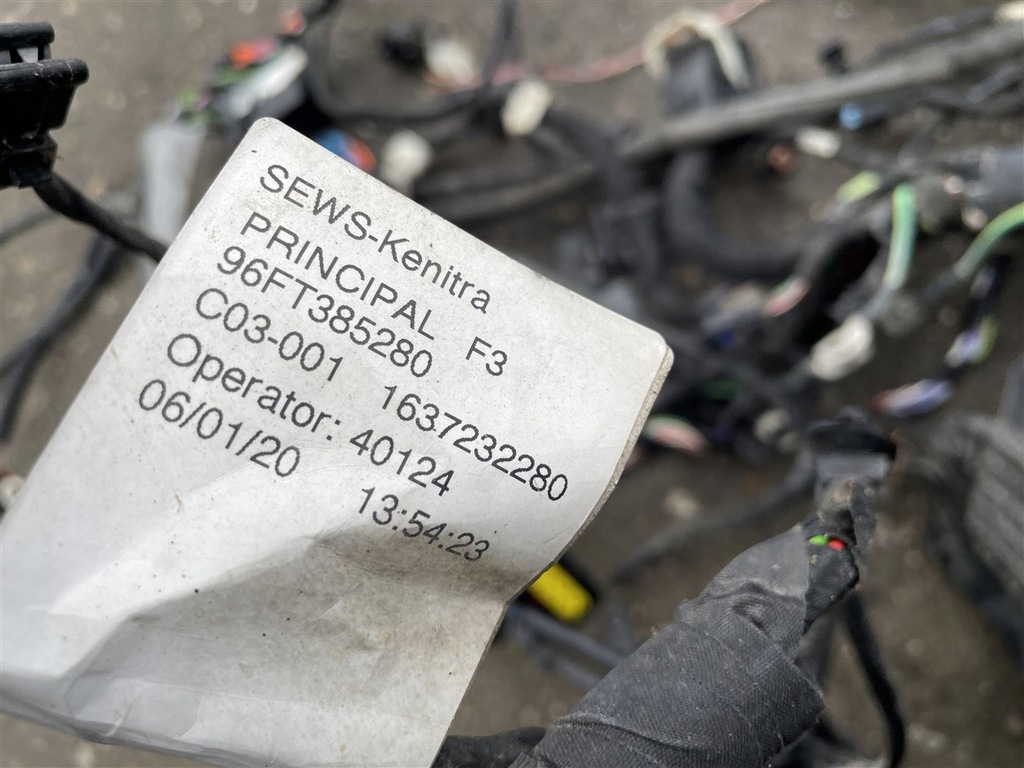 SEWS-Kenitra
PRINCIPAL F3
96FT385280
C03-001 1637232280
Operator: 40124
06/01/20 13:54:23